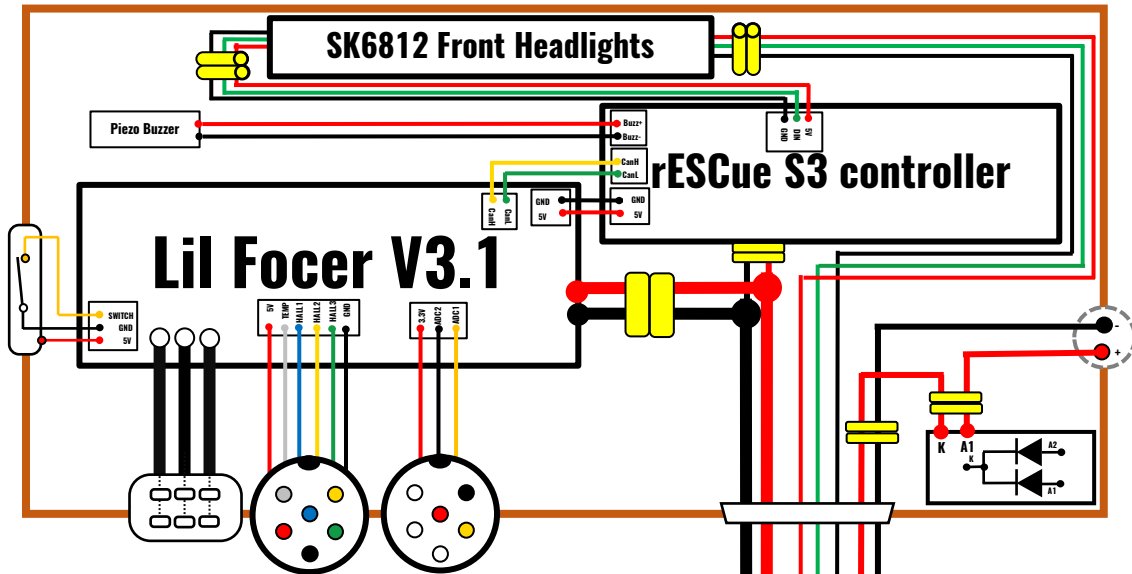 SK6812 Front Headlights
Piezo Buzzer
Buzz+
Buzz-
GND
DIN
5V
CanH
CanL
rESCue S3 controller
GND
5V
CanH
CanL
GND
5V
Lil Focer V3.1
SWITCH
GND
5V
5V
TEMP
HALL1
HALL2
HALL3
GND
3.3V
ADC2
ADC1
-
+
K
A1
K
A2
A1